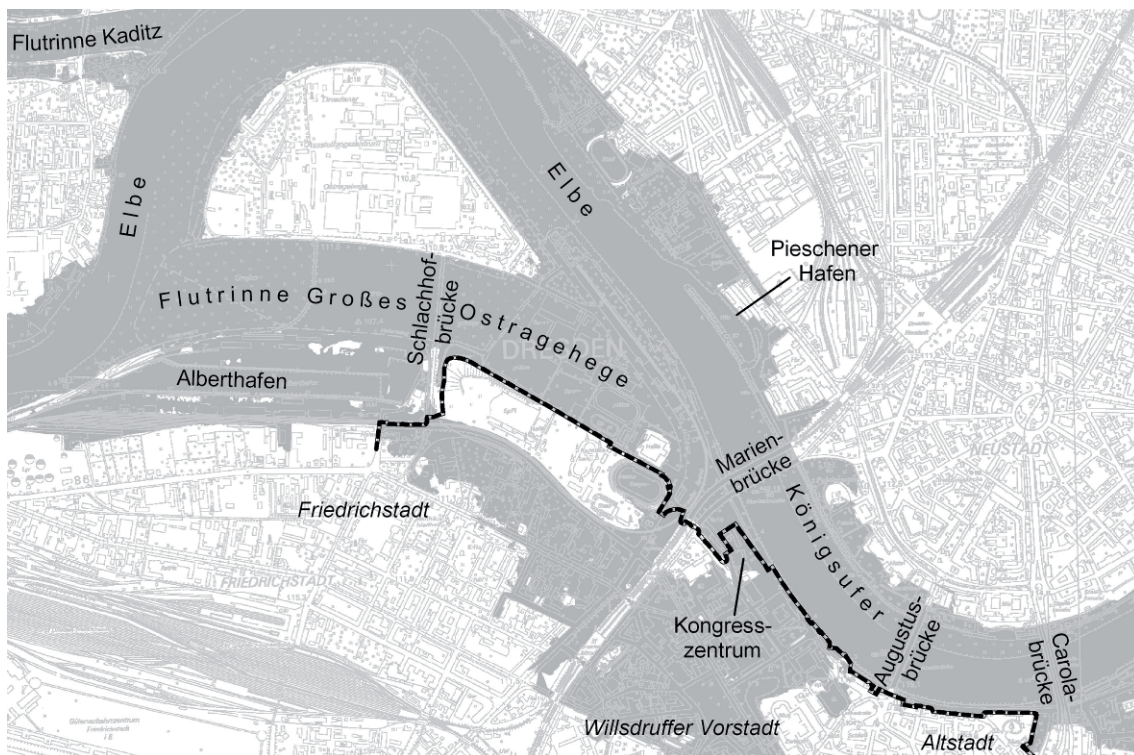 Flutrinne Kaditz
Elbe
Elbe
Pieschener
Hafen
Flutrinne Großes Ostragehege
Schlachhof-
brücke
DRESDEN
Alberthafen
Marien-
brücke
NEUSTADT
Königsufer
Friedrichstadt
FRIEDRICHSTADT
Kongress-
zentrum
Augustus-
brücke
Carola-
brücke
Willsdruffer Vorstadt
Altstadt